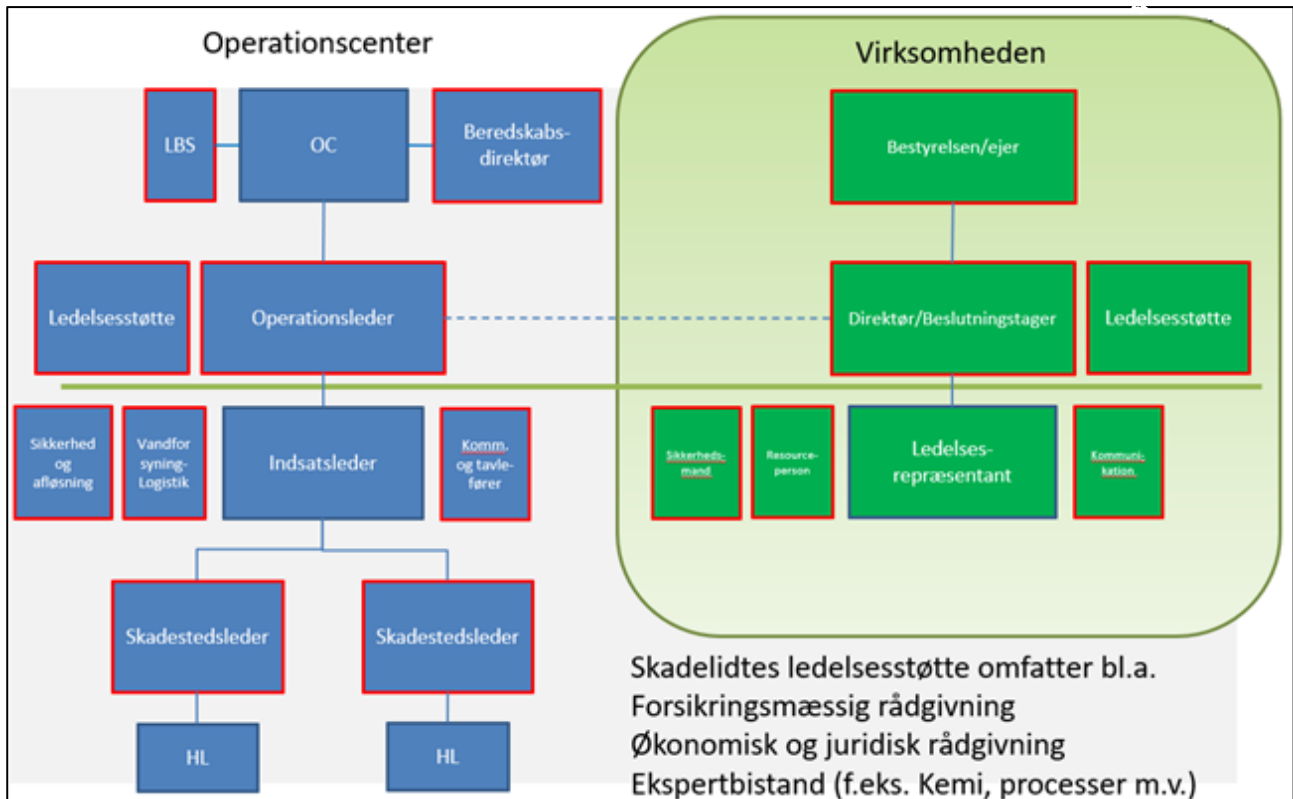 Operationscenter
Virksomheden
LBS
OC
Beredskabs-
direktør
Bestyrelsen/ejer
Ledelsesstøtte
Operationsleder
Direktør/Beslutningstager
Ledelsesstøtte
Sikkerhed
og
afløsning
Vandfor
syning-
Logistik
Indsatsleder
Komm.
og tavle-
fører
Sikkerheds-
mand
Resource-
person
Ledelses-
repræsentant
Kommuni-
kation.
Skadestedsleder
Skadestedsleder
HL
HL
Skadelidtes ledelsesstøtte omfatter bl.a.
Forsikringsmæssig rådgivning
Økonomisk og juridisk rådgivning
Ekspertbistand (f.eks. Kemi, processer m.v.)